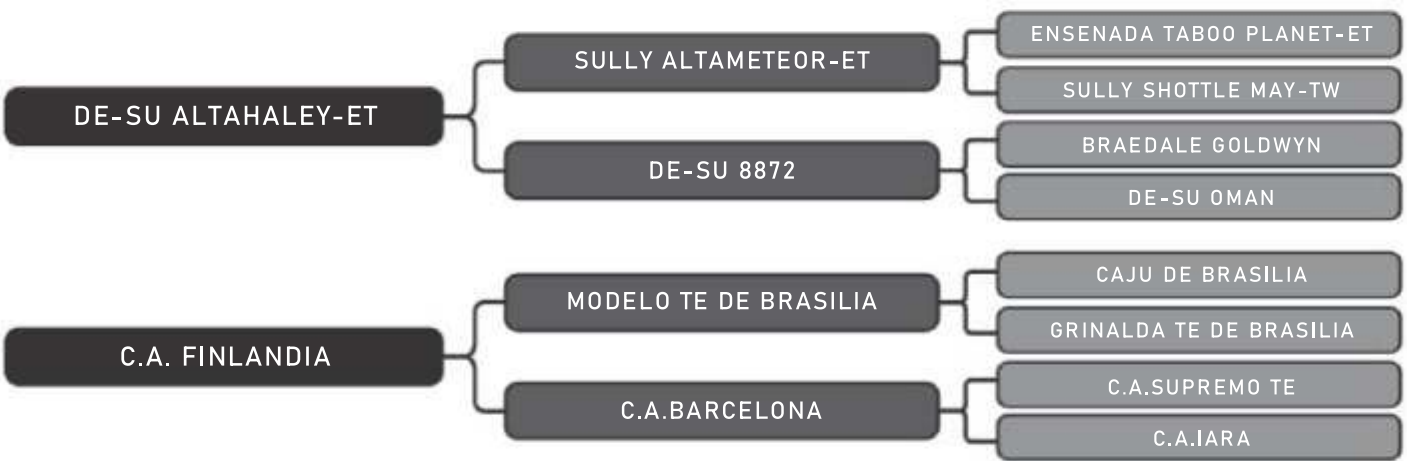 DE-SU ALTAHALEY-ET
SULLY ALTAMETEOR-ET
ENSENADA TABOO PLANET-ET
SULLY SHOTTLE MAY-TW
DE-SU 8872
BRAEDALE GOLDWYN
DE-SU OMAN
C.A. FINLANDIA
MODELO TE DE BRASILIA
CAJU DE BRASILIA
GRINALDA TE DE BRASILIA
C.A.BARCELONA
C.A.SUPREMO TE
C.A.IARA